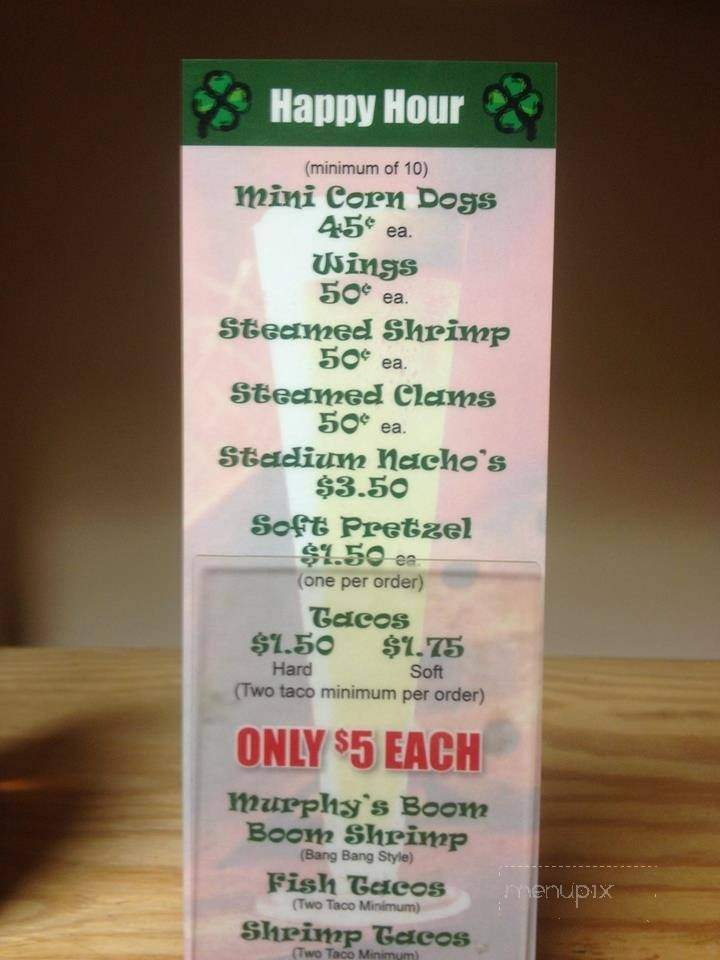 Happy Hour
(minimum of 10)
Mini Corn Dogs
45¢ ea.
Wings
50¢ ea.
Steamed Shrimp
50¢ ea.
Steamed Clams
50¢ ea.
Stadium Nacho's
$3.50
Soft Pretzel
$1.50 ea.
(one per order)
Tacos
$1.50 $1.75
Hard Soft
(Two taco minimum per order)
ONLY $5 EACH
Murphy's Boom
Boom Shrimp
(Bang Bang Style)
Fish Tacos
(Two Taco Minimum)
Shrimp Tacos
(Two Taco Minimum)
menupix